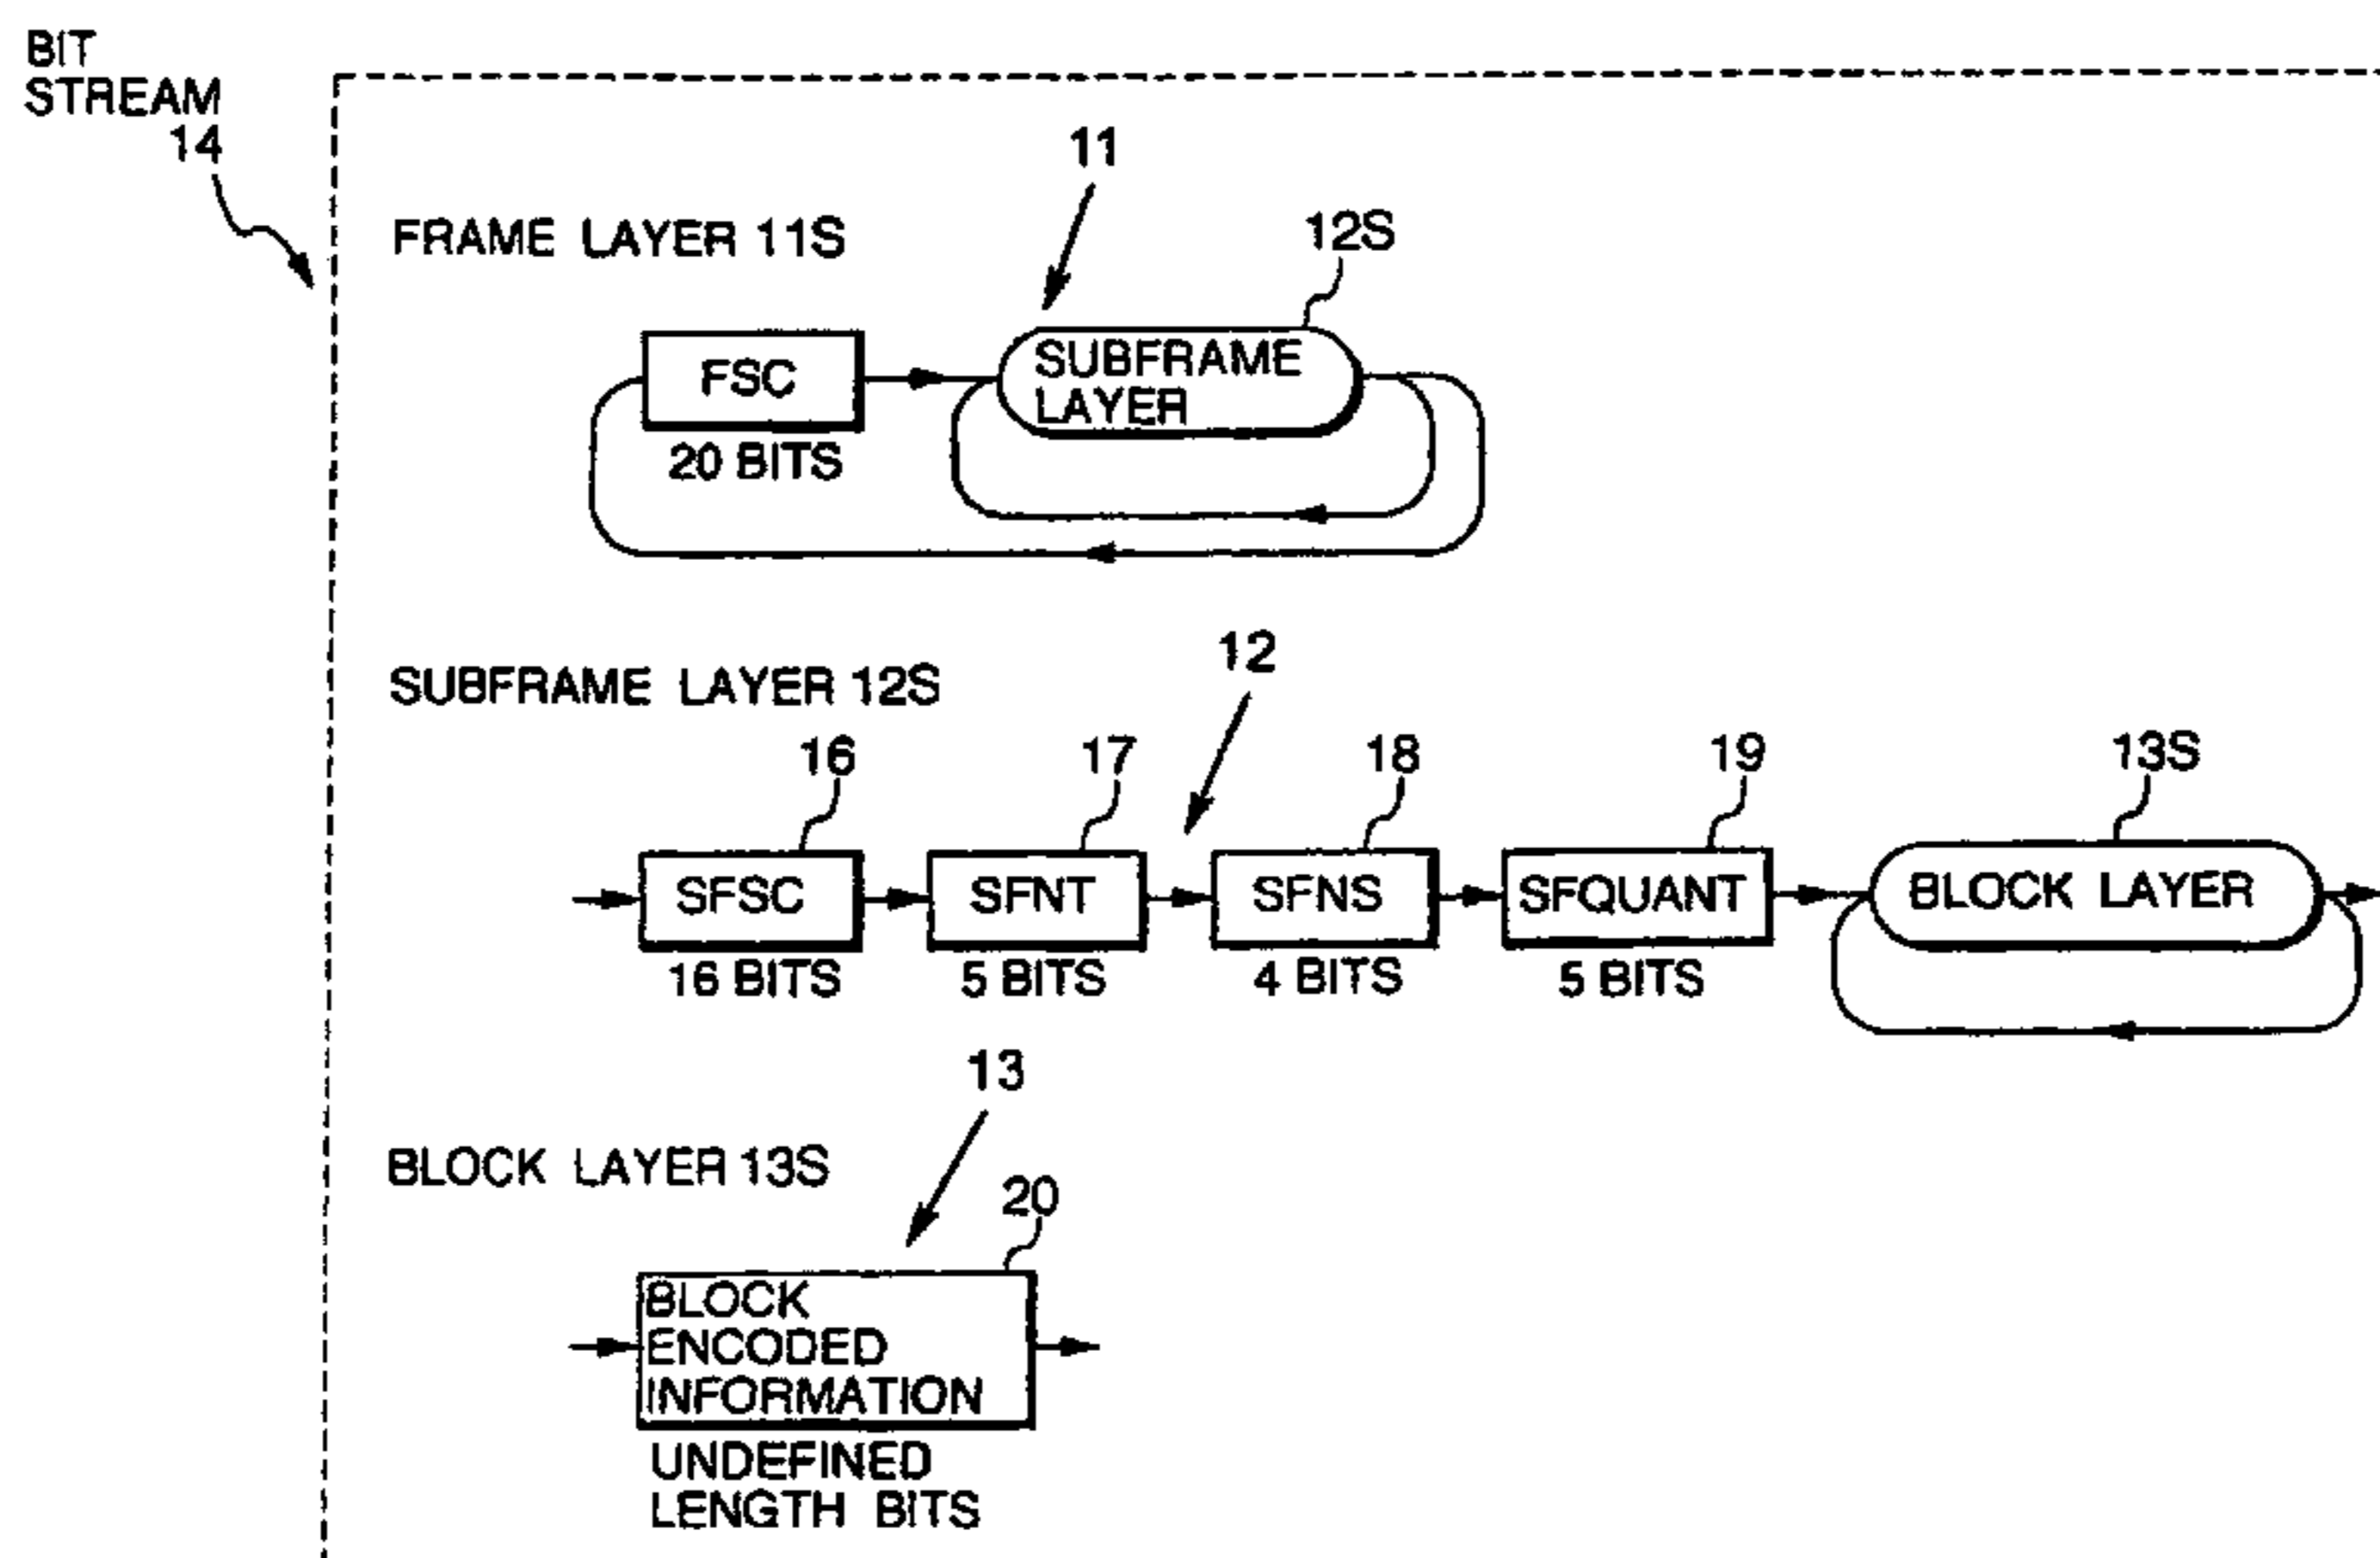 BIT
STREAM
14
11
FRAME LAYER 11S
12S
FSC
SUBFRAME
LAYER
20 BITS
12
SUBFRAME LAYER 12S
16
17
18
19
13S
SFSC
SFNT
SFNS
SFQUANT
BLOCK LAYER
16 BITS
5 BITS
4 BITS
5 BITS
13
BLOCK LAYER 13S
20
BLOCK
ENCODED
INFORMATION
UNDEFINED
LENGTH BITS